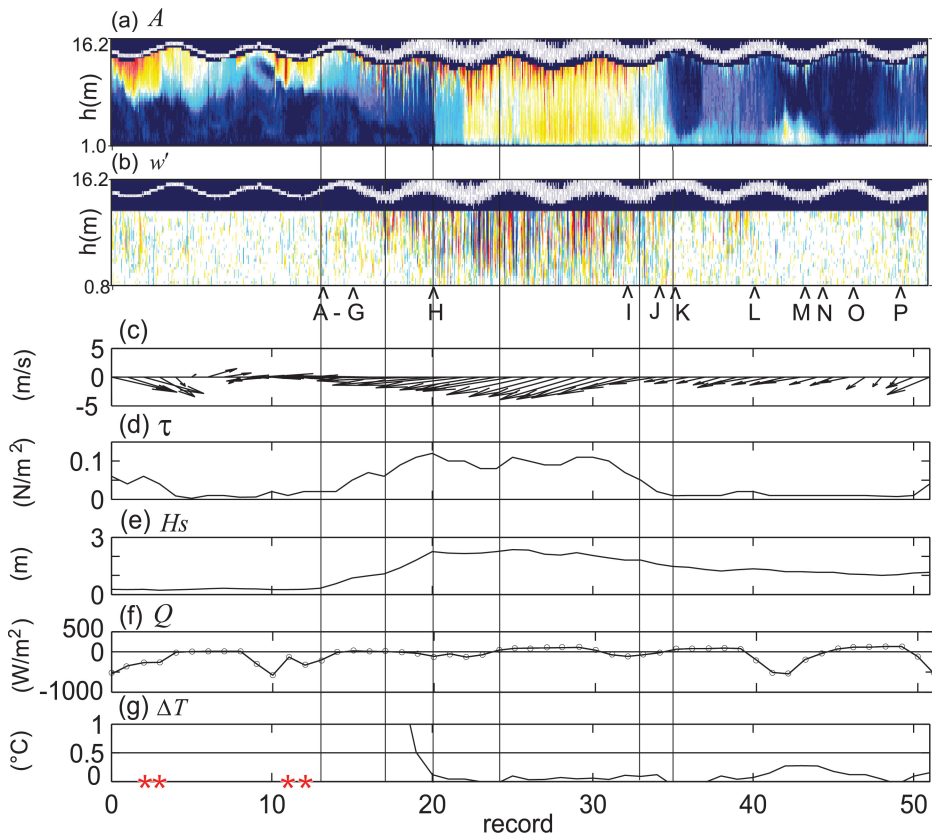 (a) A
16.2
h(m)
1.0
(b) w'
16.2
h(m)
0.8
A - G H I J K L M N O P
(c)
5
0
-5
(m/s)
(d) τ
0.1
0
(N/m²)
(e) Hs
3
0
(m)
(f) Q
500
0
-1000
(W/m²)
(g) ΔT
1
0.5
0
(°C)
** **
0 10 20 30 40 50
record